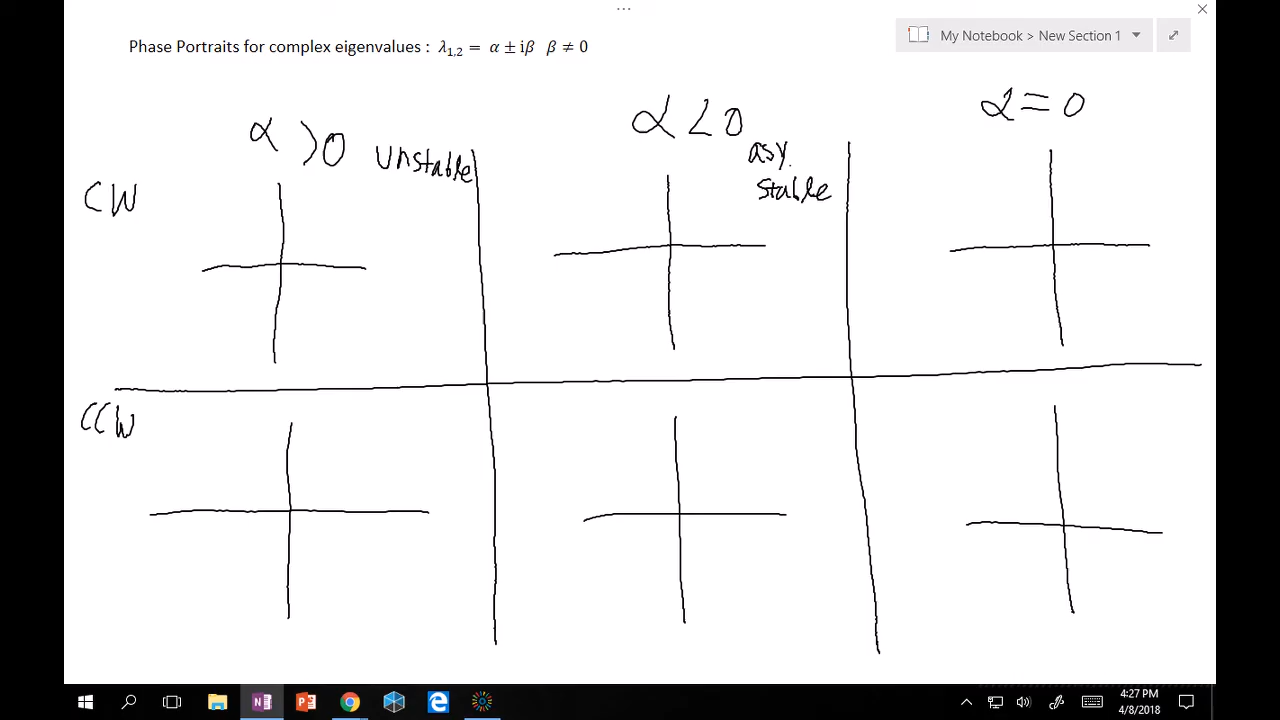 ...
My Notebook > New Section 1
Phase Portraits for complex eigenvalues : λ1,2 = α ± iβ β ≠ 0
α > 0 unstable
α < 0
asy.
stable
α = 0
CW
CCW
4:27 PM
4/8/2018